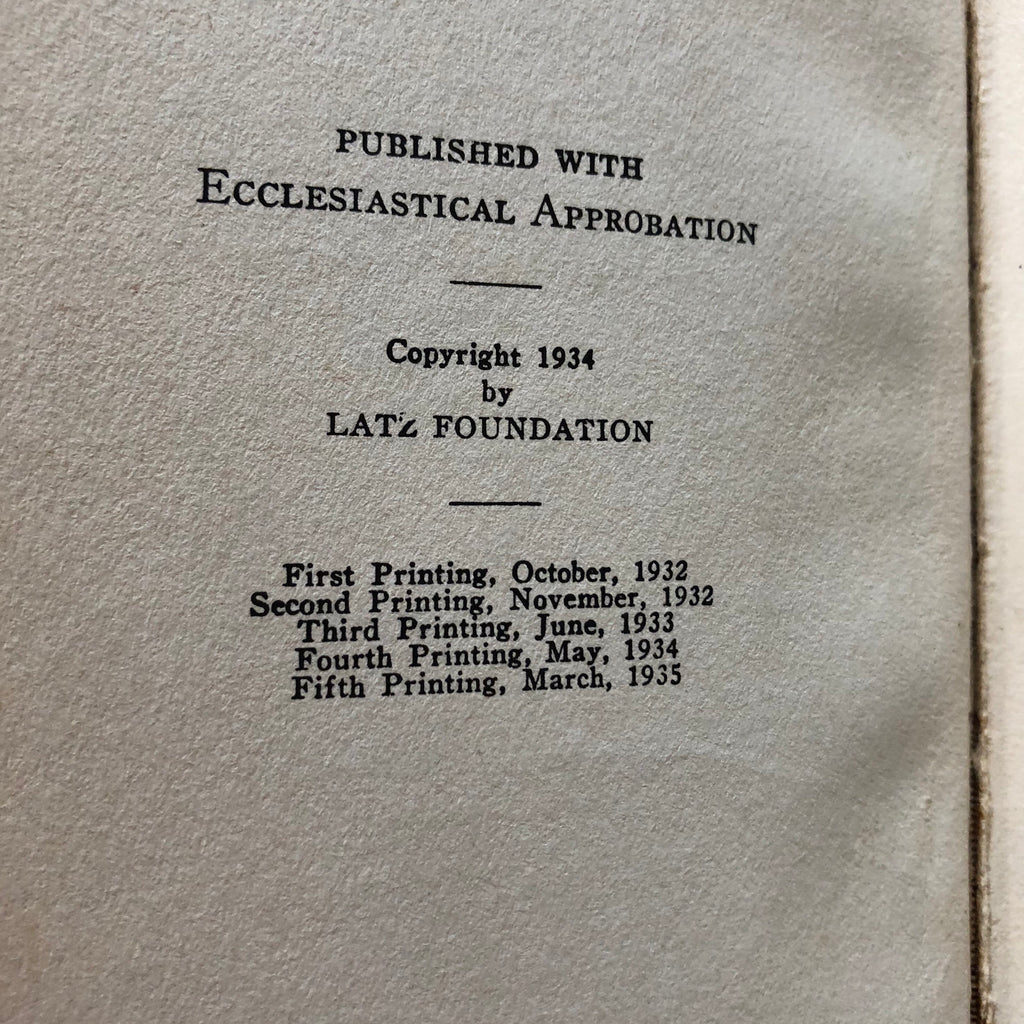 PUBLISHED WITH
ECCLESIASTICAL APPROBATION
Copyright 1934
by
LATZ FOUNDATION
First Printing, October, 1932
Second Printing, November, 1932
Third Printing, June, 1933
Fourth Printing, May, 1934
Fifth Printing, March, 1935